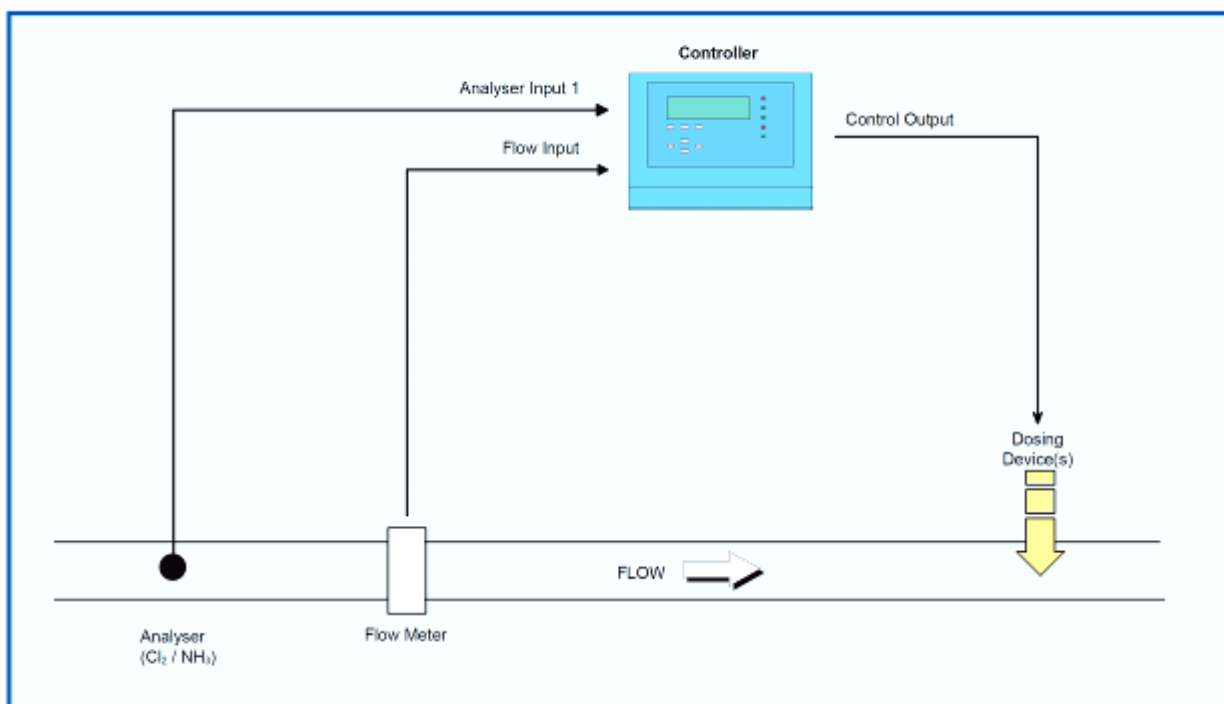 Controller
Analyser Input 1
Control Output
Flow Input
Dosing
Device(s)
FLOW
Analyser
(Cl₂ / NH₃)
Flow Meter